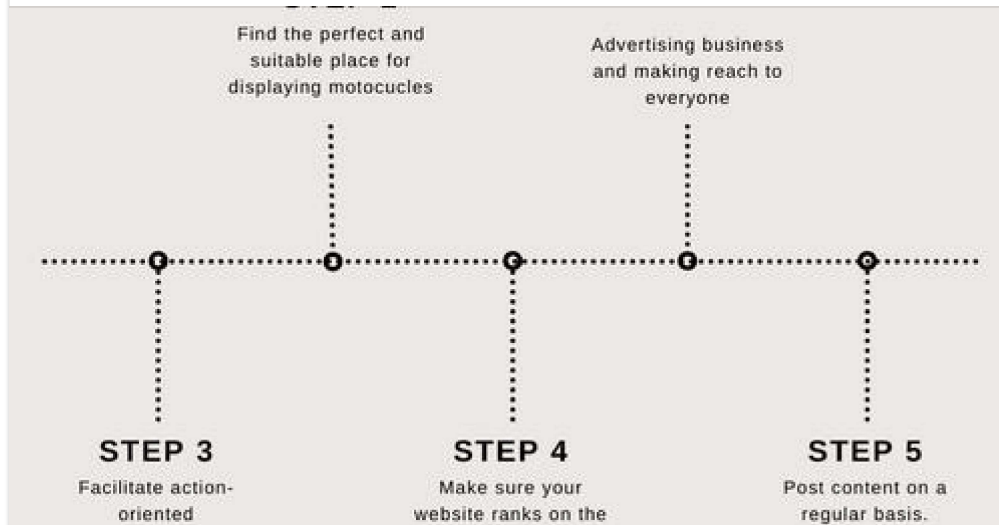 Find the perfect and
suitable place for
displaying motocucles
Advertising business
and making reach to
everyone
STEP 3
Facilitate action-
oriented
STEP 4
Make sure your
website ranks on the
STEP 5
Post content on a
regular basis.